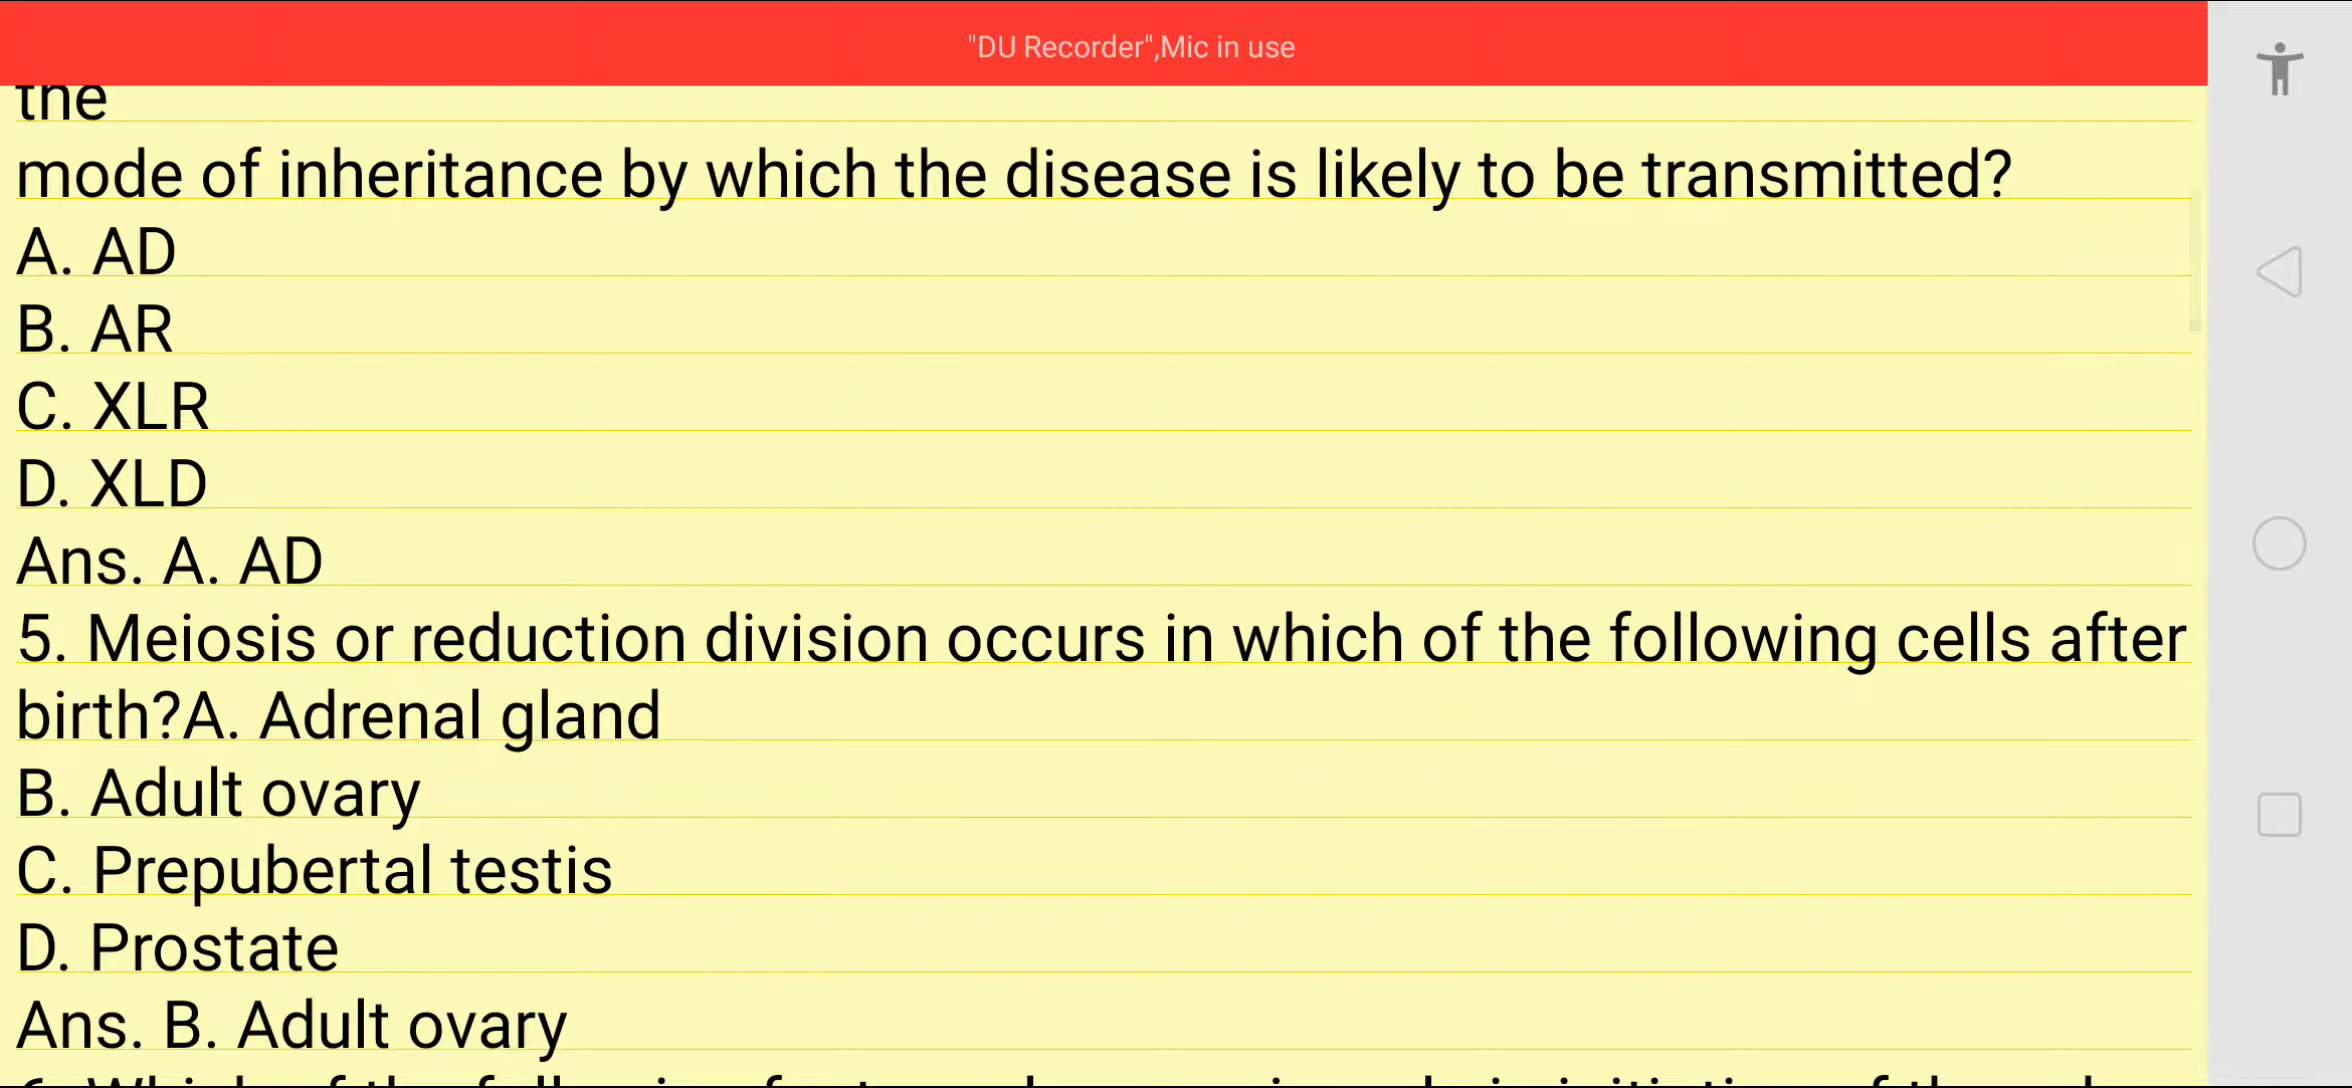 "DU Recorder",Mic in use
the
mode of inheritance by which the disease is likely to be transmitted?
A. AD
B. AR
C. XLR
D. XLD
Ans. A. AD
5. Meiosis or reduction division occurs in which of the following cells after
birth?A. Adrenal gland
B. Adult ovary
C. Prepubertal testis
D. Prostate
Ans. B. Adult ovary